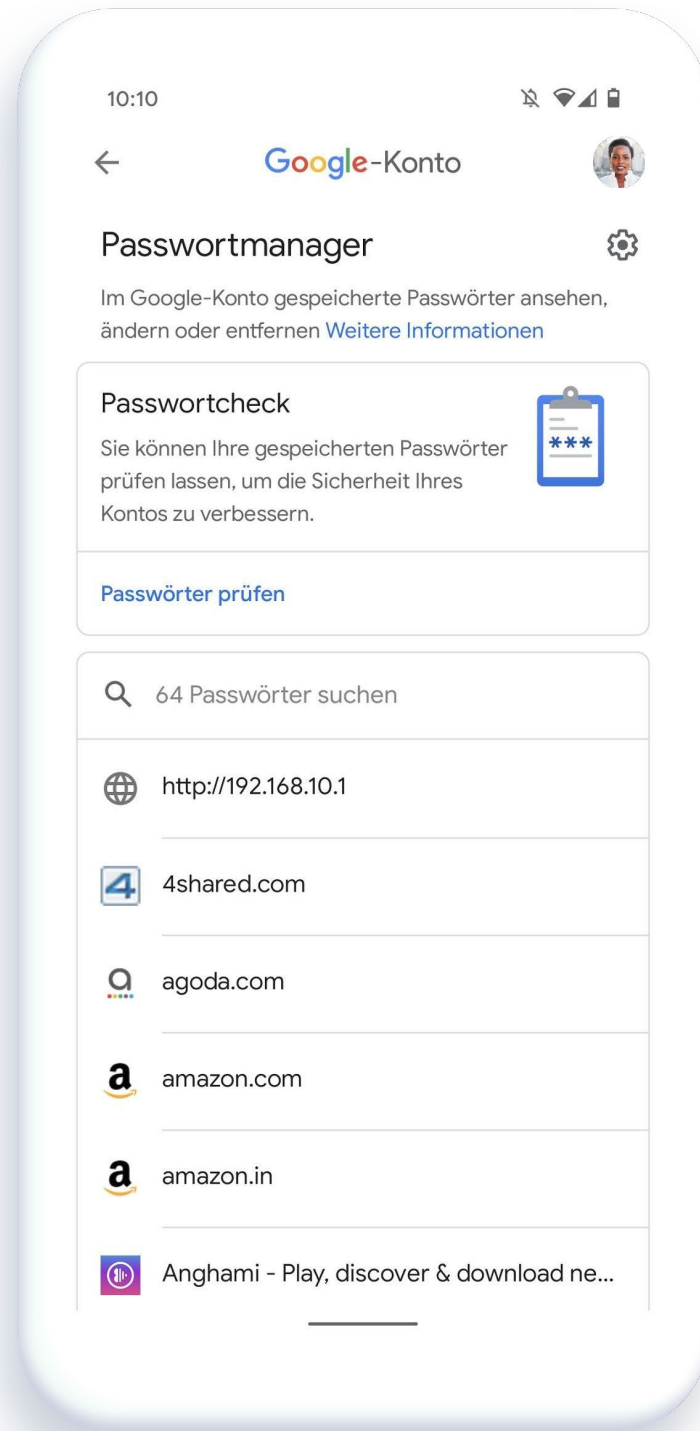 10:10
Google-Konto
Passwortmanager
Im Google-Konto gespeicherte Passwörter ansehen,
ändern oder entfernen Weitere Informationen
Passwortcheck
Sie können Ihre gespeicherten Passwörter
prüfen lassen, um die Sicherheit Ihres
Kontos zu verbessern.
***
Passwörter prüfen
64 Passwörter suchen
http://192.168.10.1
4
4shared.com
a
agoda.com
a
amazon.com
a
amazon.in
Anghami - Play, discover & download ne...